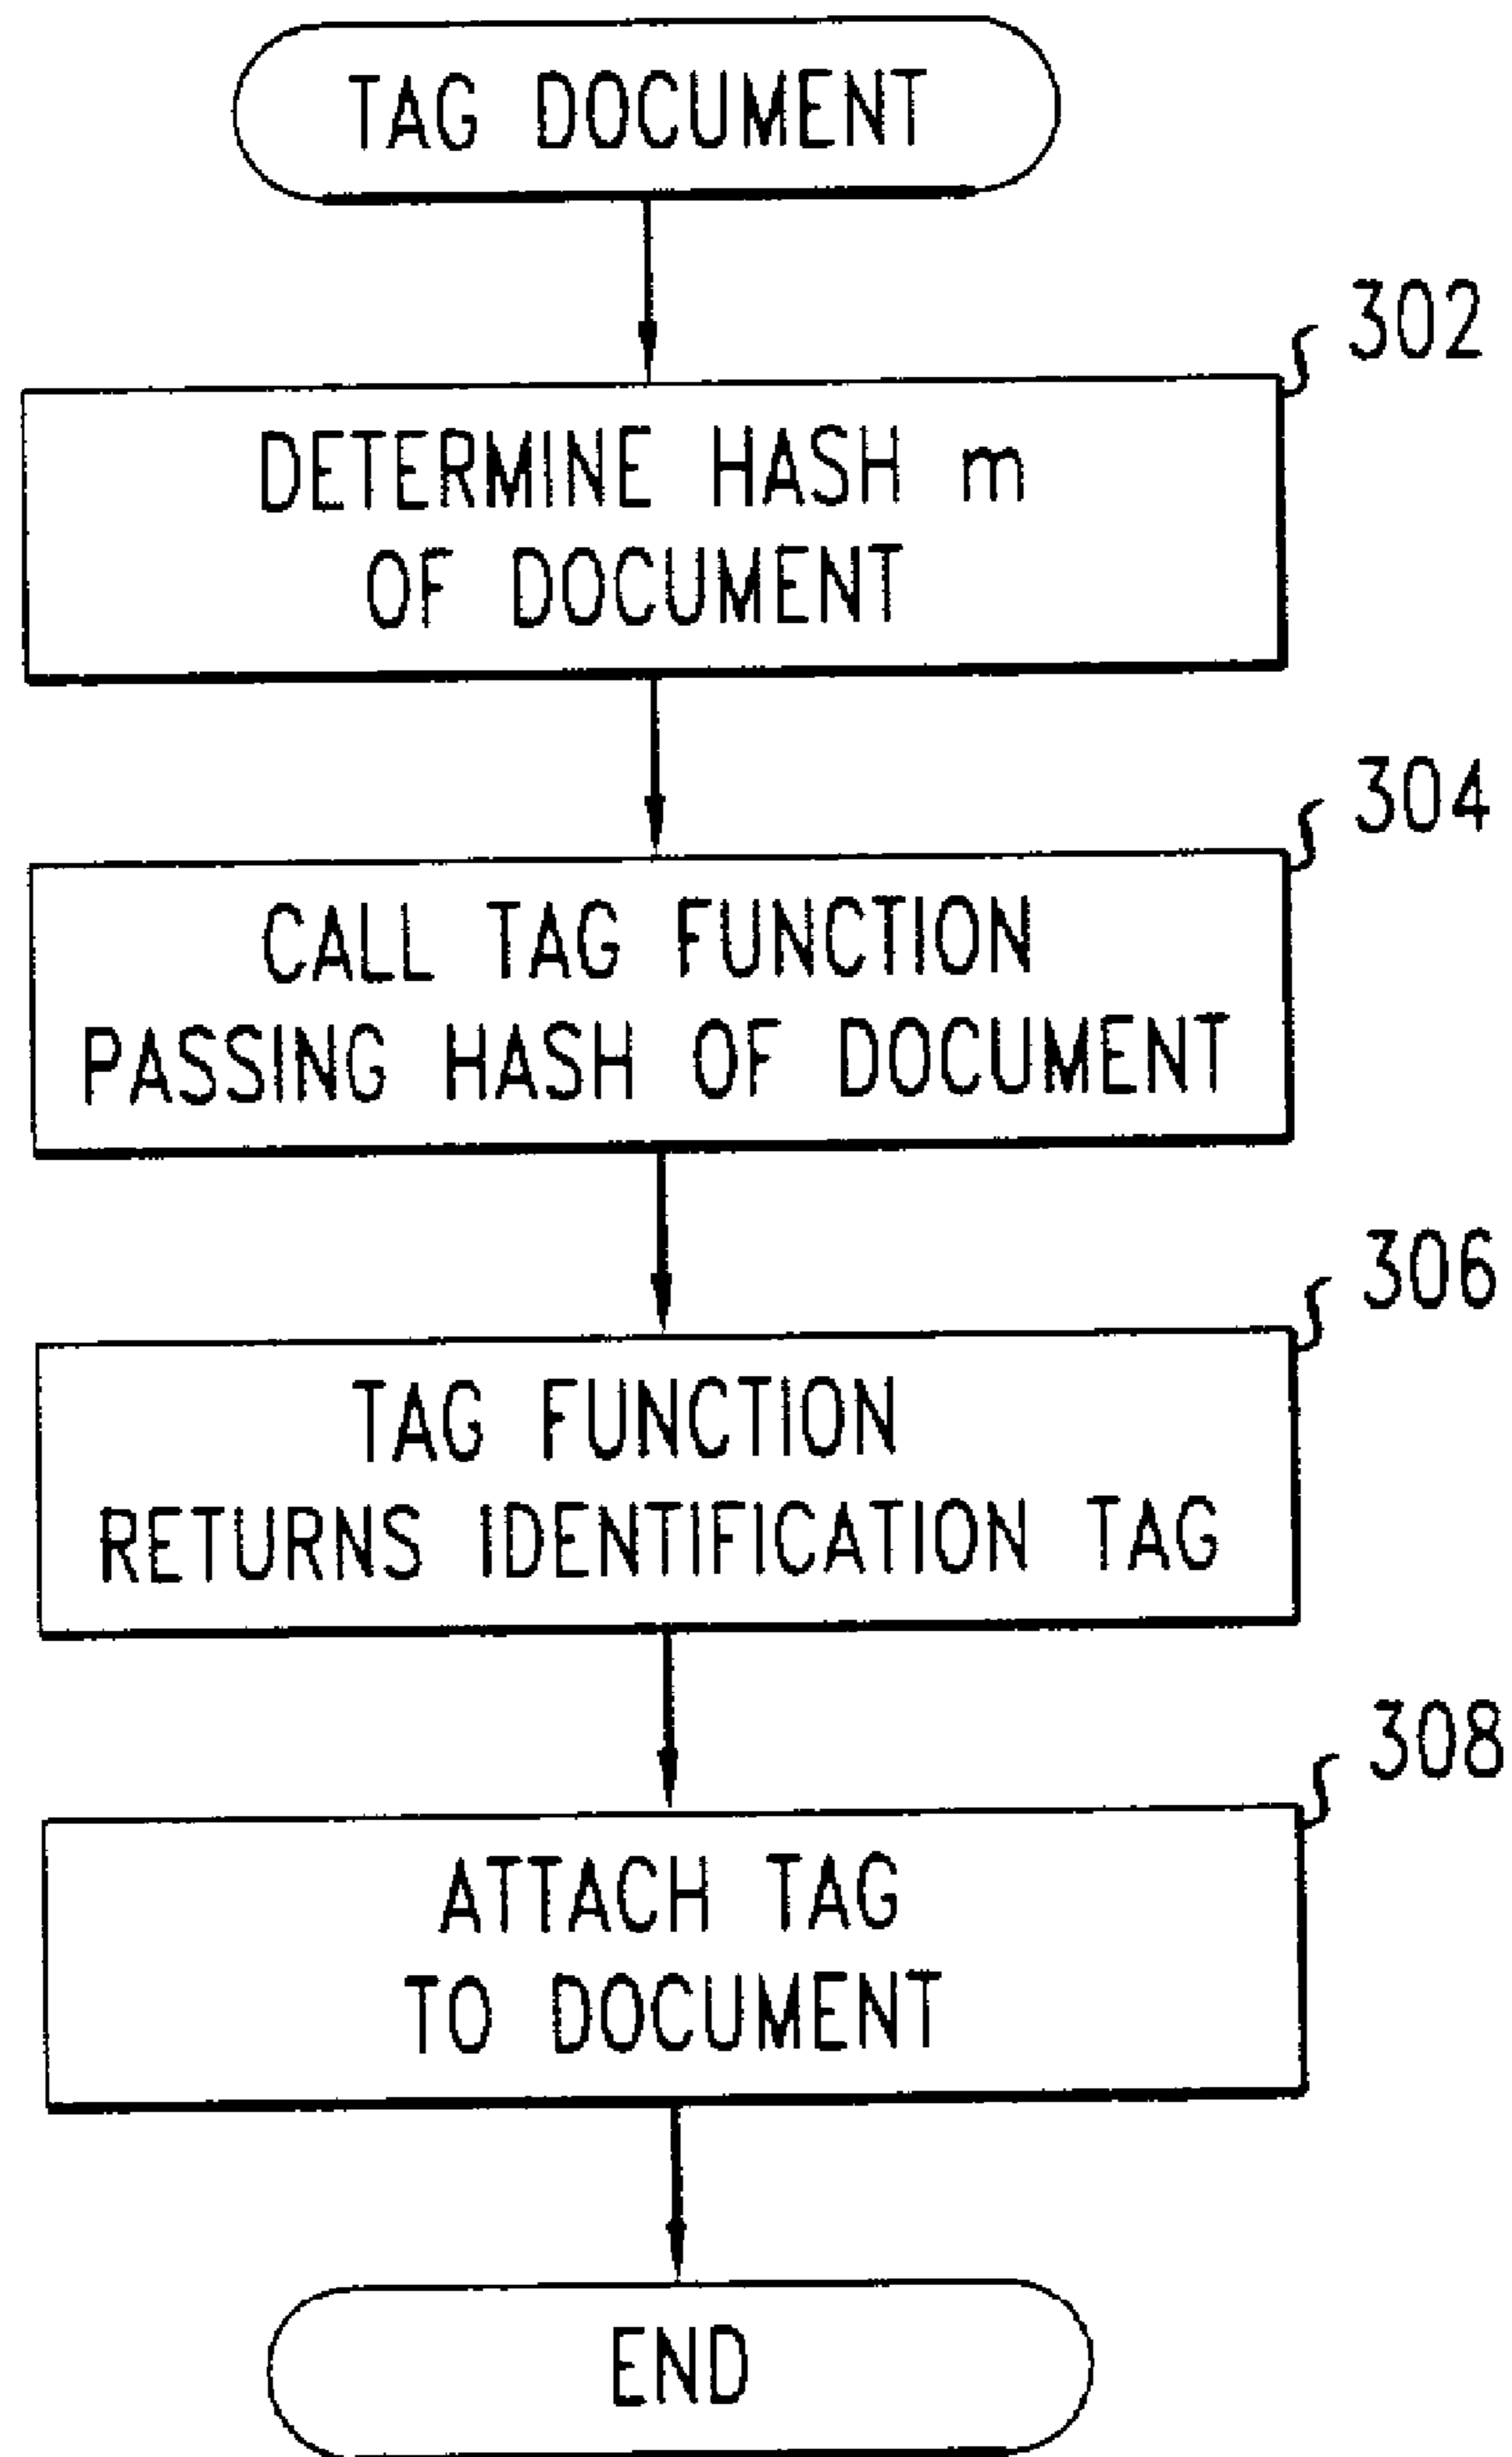 TAG DOCUMENT
302
DETERMINE HASH m
OF DOCUMENT
304
CALL TAG FUNCTION
PASSING HASH OF DOCUMENT
306
TAG FUNCTION
RETURNS IDENTIFICATION TAG
308
ATTACH TAG
TO DOCUMENT
END